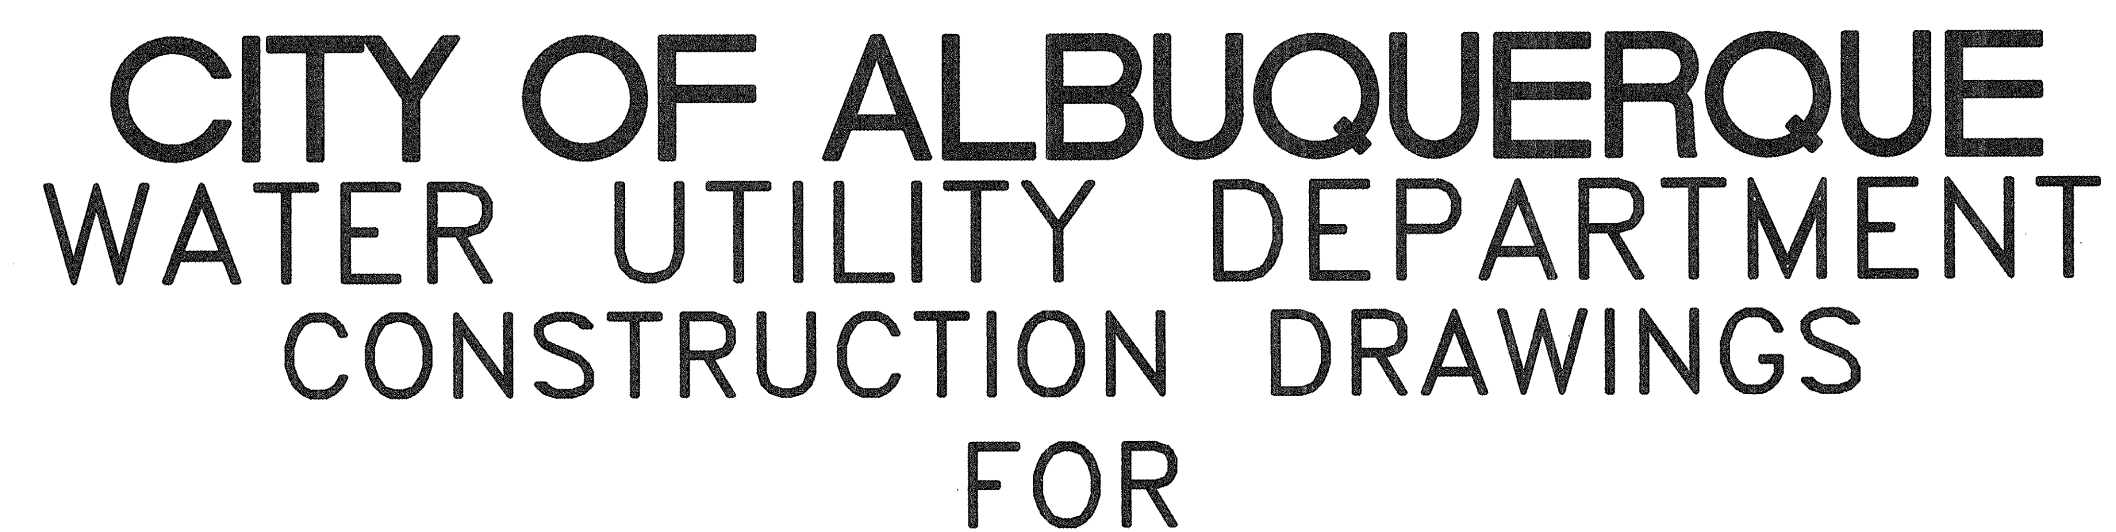 CITY OF ALBUQUERQUE
WATER UTILITY DEPARTMENT
CONSTRUCTION DRAWINGS
FOR